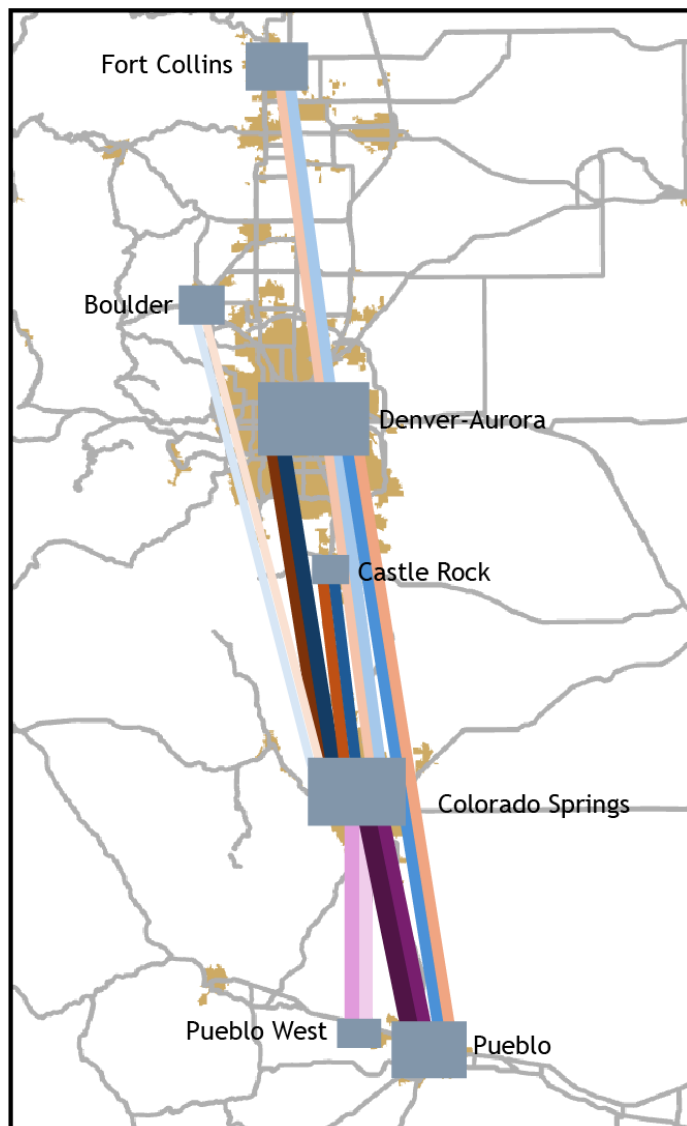 Fort Collins
Boulder
Denver-Aurora
Castle Rock
Colorado Springs
Pueblo West
Pueblo